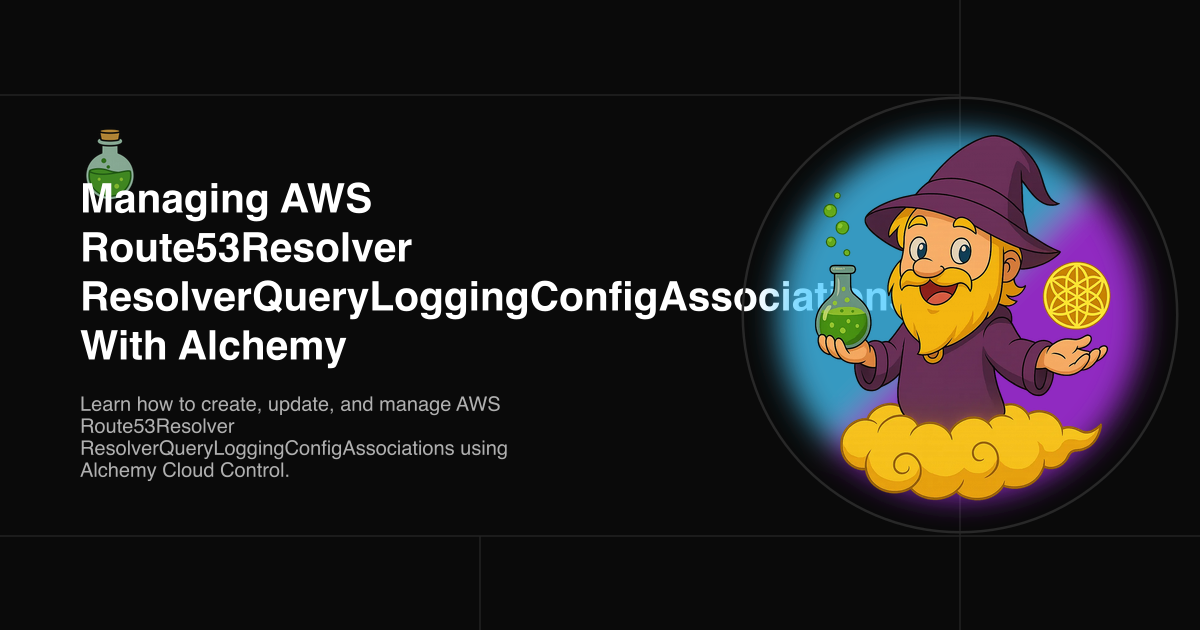 Managing AWS
Route53Resolver
ResolverQueryLoggingConfigAssociations
With Alchemy
Learn how to create, update, and manage AWS
Route53Resolver
ResolverQueryLoggingConfigAssociations using
Alchemy Cloud Control.